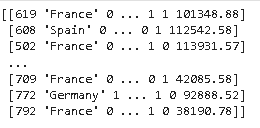 [[619 'France' 0 ... 1 1 101348.88]
[608 'Spain' 0 ... 0 1 112542.58]
[502 'France' 0 ... 1 0 113931.57]
...
[709 'France' 0 ... 0 1 42085.58]
[772 'Germany' 1 ... 1 0 92888.52]
[792 'France' 0 ... 1 0 38190.78]]